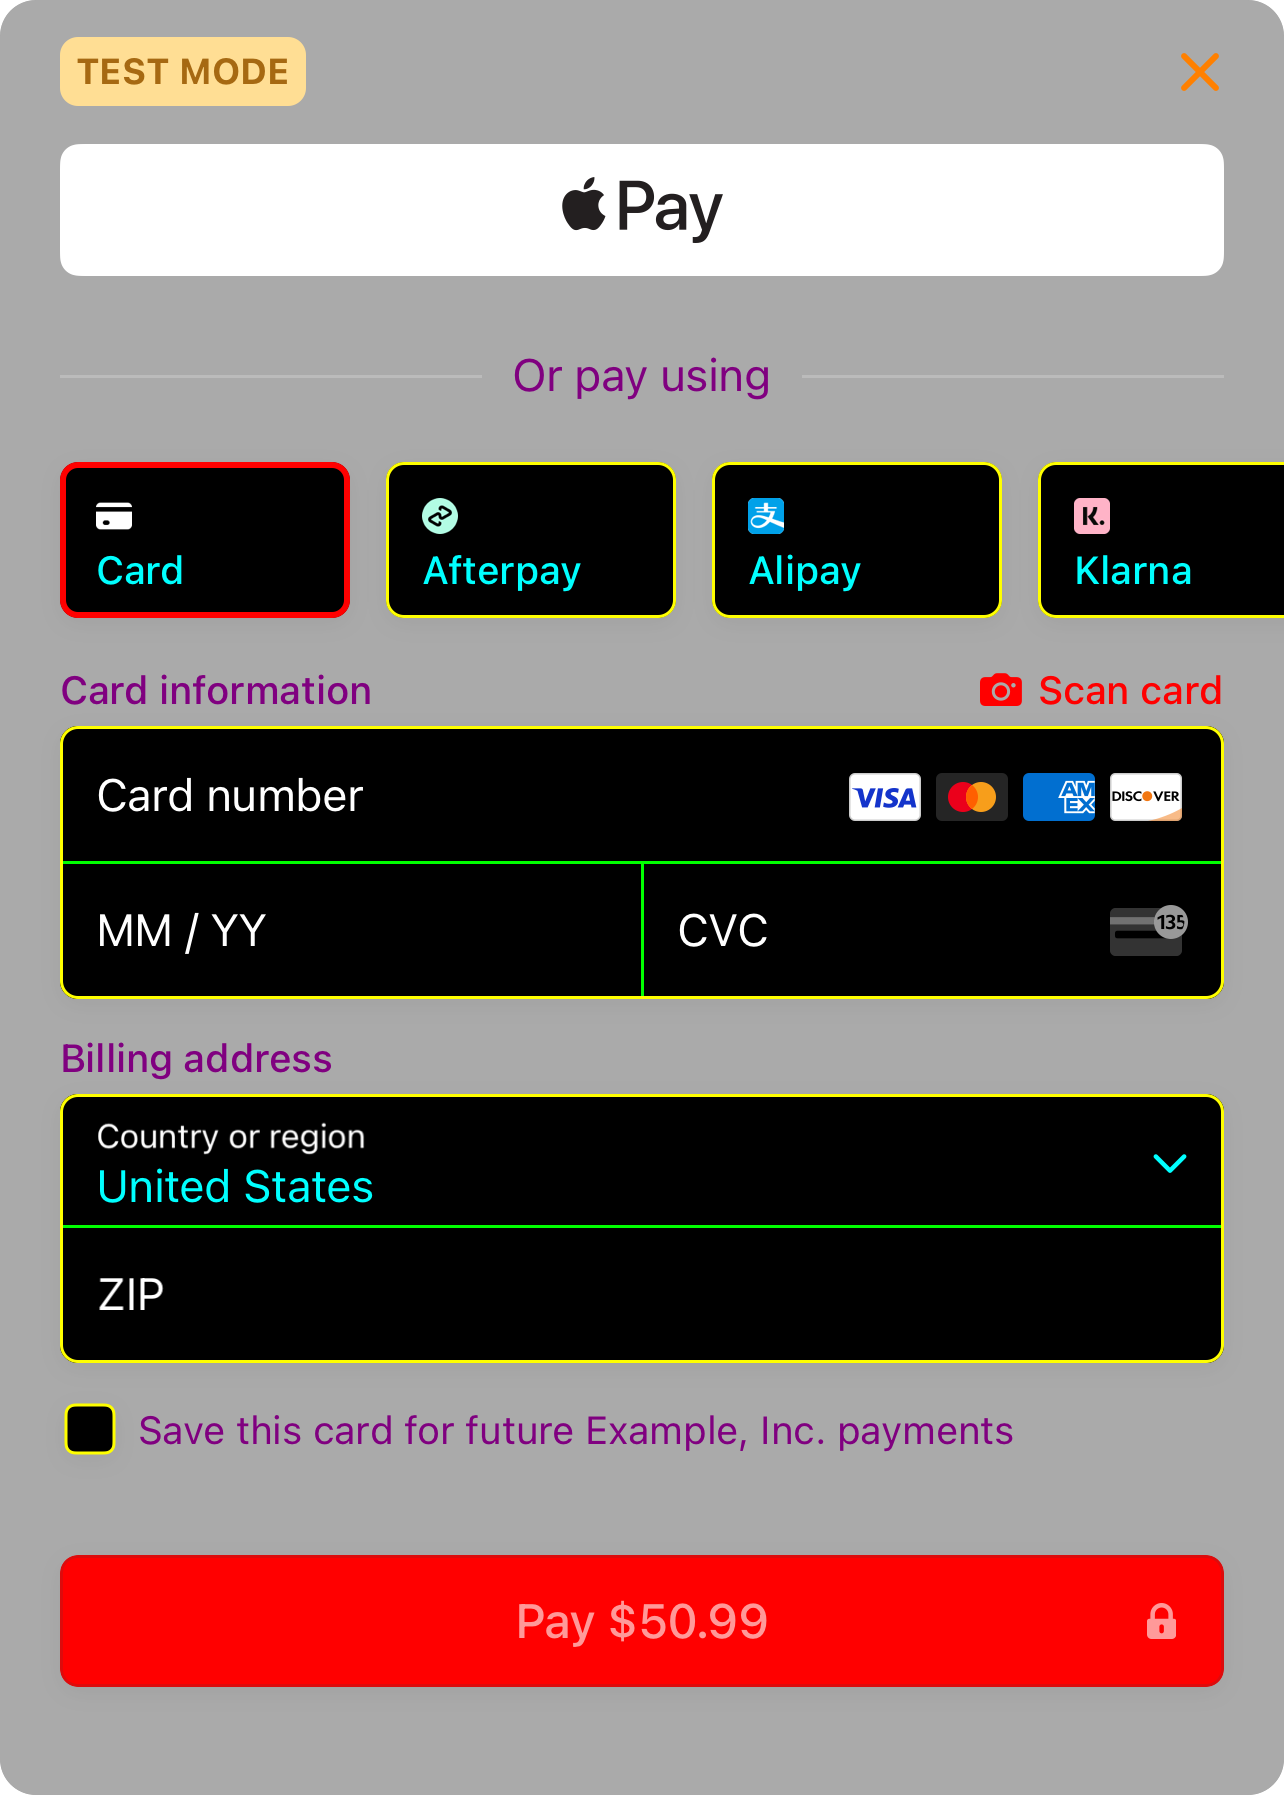 TEST MODE
Pay
Or pay using
Card
Afterpay
Alipay
K.
Klarna
Card information
Scan card
Card number
VISA
AM
EX
DISCOVER
MM / YY
CVC
135
Billing address
Country or region
United States
ZIP
Save this card for future Example, Inc. payments
Pay $50.99